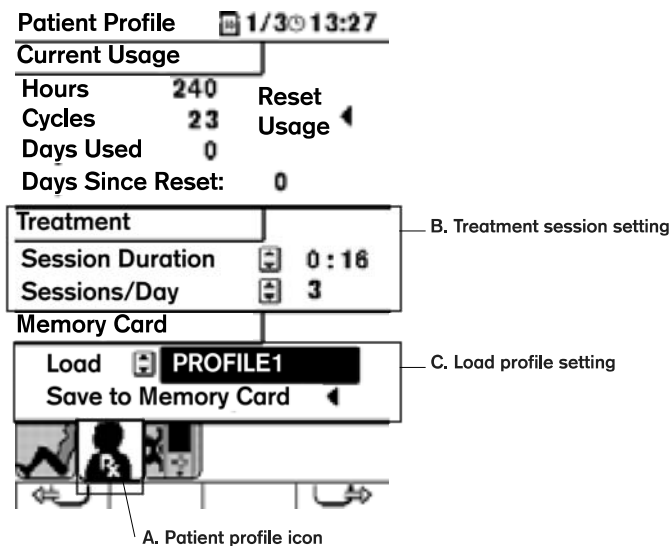 Patient Profile 1/3 13:27
Current Usage
Hours 240
Cycles 23
Reset
Usage
Days Used 0
Days Since Reset: 0
Treatment
B. Treatment session setting
Session Duration 0:16
Sessions/Day 3
Memory Card
Load PROFILE1
C. Load profile setting
Save to Memory Card
Rx
A. Patient profile icon